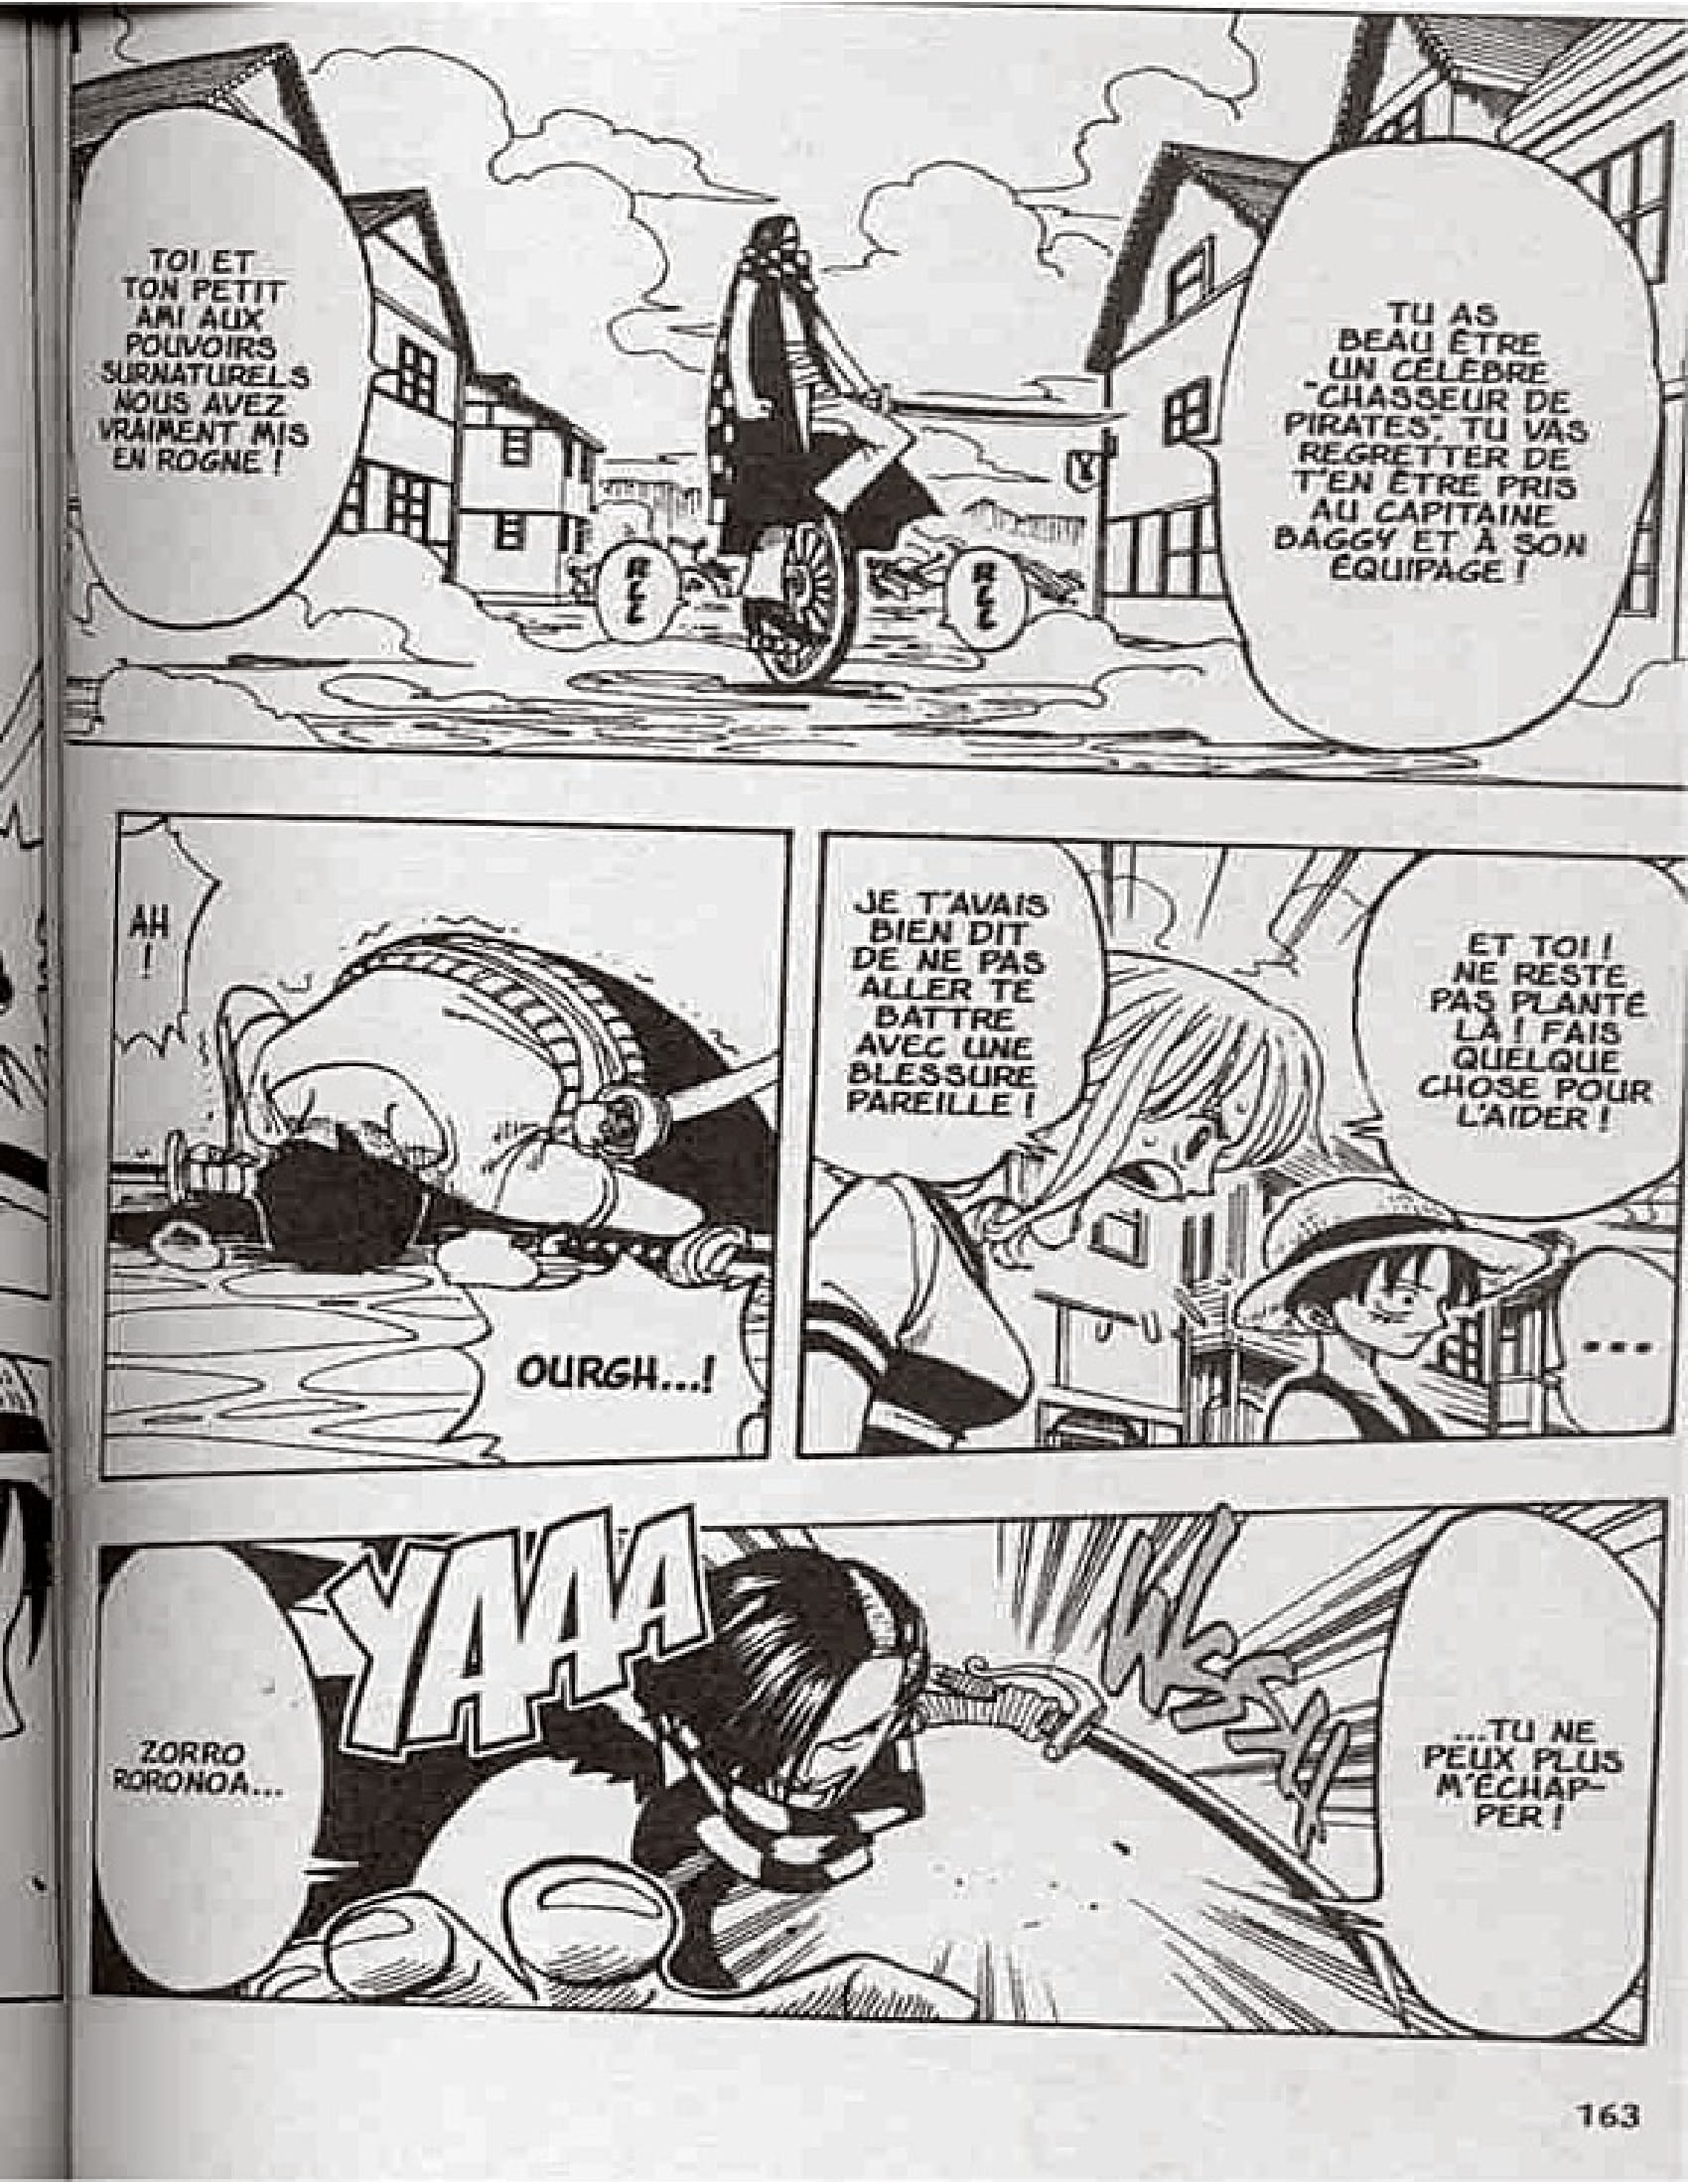 TU AS
BEAU ÊTRE
UN CÉLÈBRE
"CHASSEUR DE
PIRATES", TU VAS
REGRETTER DE
T'EN ÊTRE PRIS
AU CAPITAINE
BAGGY ET À SON
ÉQUIPAGE !
TOI ET
TON PETIT
AMI AUX
POUVOIRS
SURNATURELS
NOUS AVEZ
VRAIMENT MIS
EN ROGNE !
ET TOI !
NE RESTE
PAS PLANTÉ
LÀ ! FAIS
QUELQUE
CHOSE POUR
L'AIDER !
JE T'AVAIS
BIEN DIT
DE NE PAS
ALLER TE
BATTRE
AVEC UNE
BLESSURE
PAREILLE !
...
AH
!
OURGH...!
...TU NE
PEUX PLUS
M'ÉCHAP-
PER !
YAAA
ZORRO
RORONOA...
163